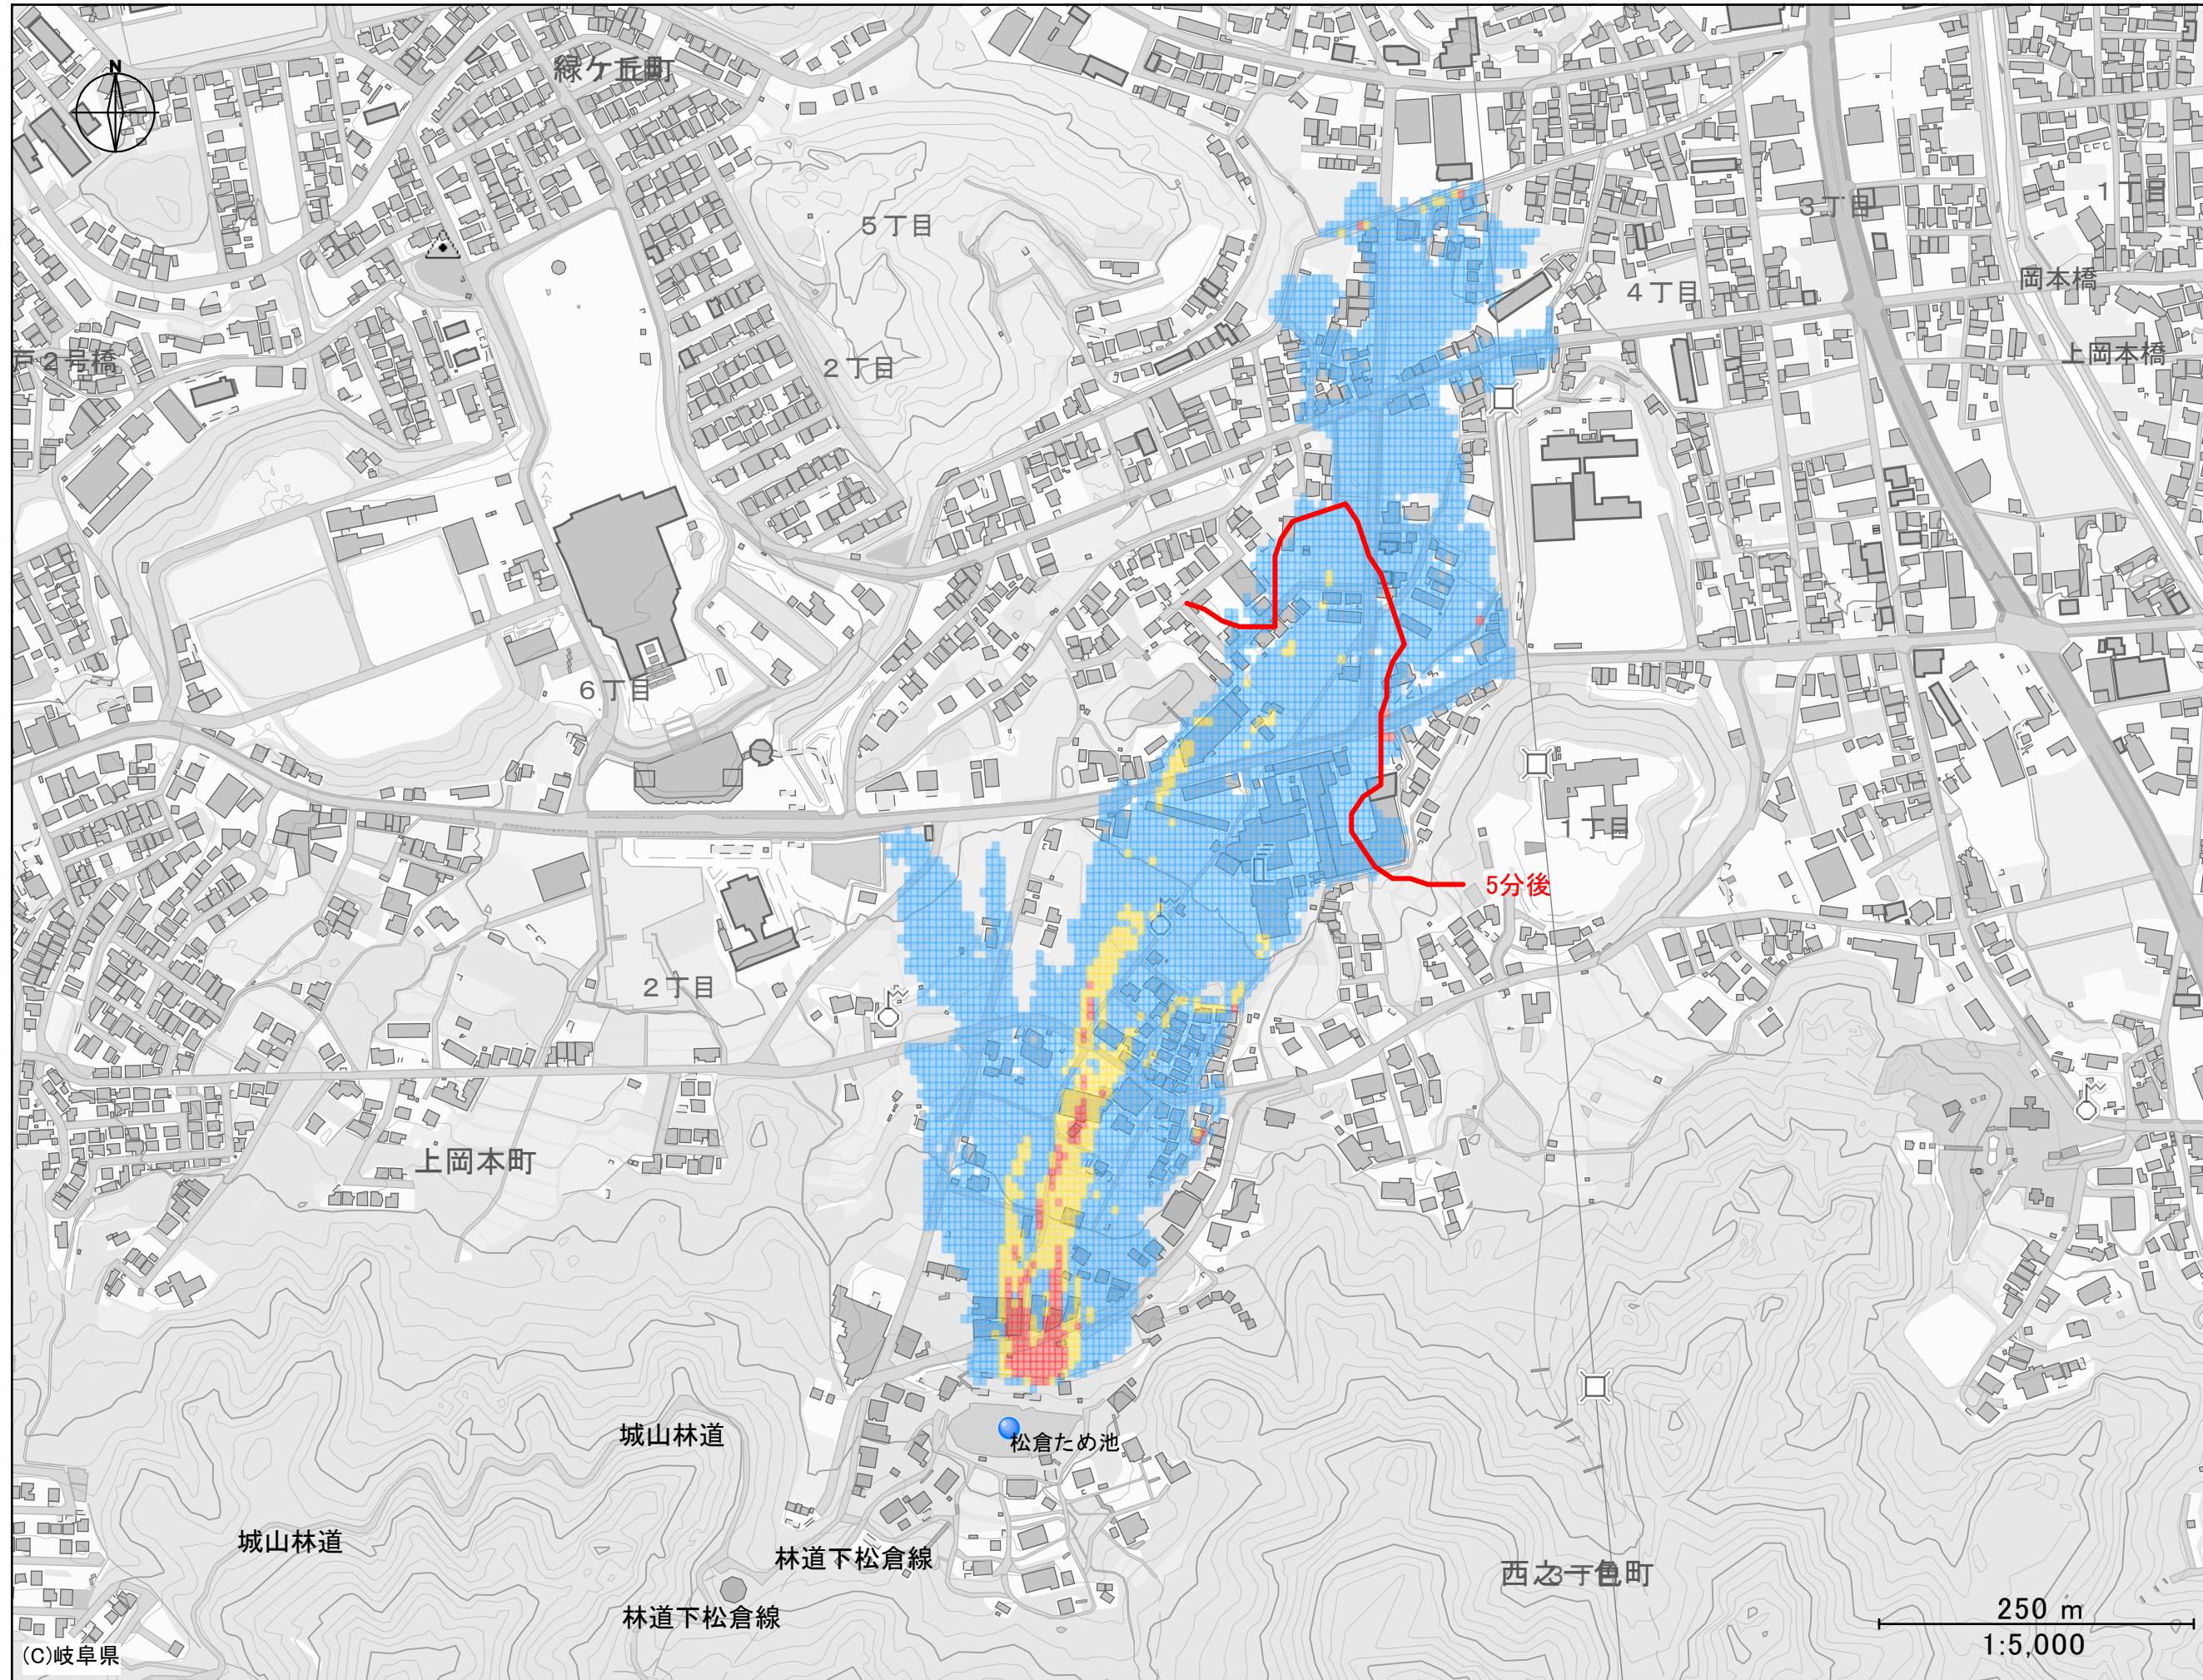 N
緑ケ丘町
5丁目
1丁目
3丁目
岡本橋
4丁目
上岡本橋
戸2号橋
2丁目
6丁目
1丁目
5分後
2丁目
上岡本町
城山林道
松倉ため池
城山林道
林道下松倉線
西之一色町
林道下松倉線
250 m
1:5,000
(C)岐阜県